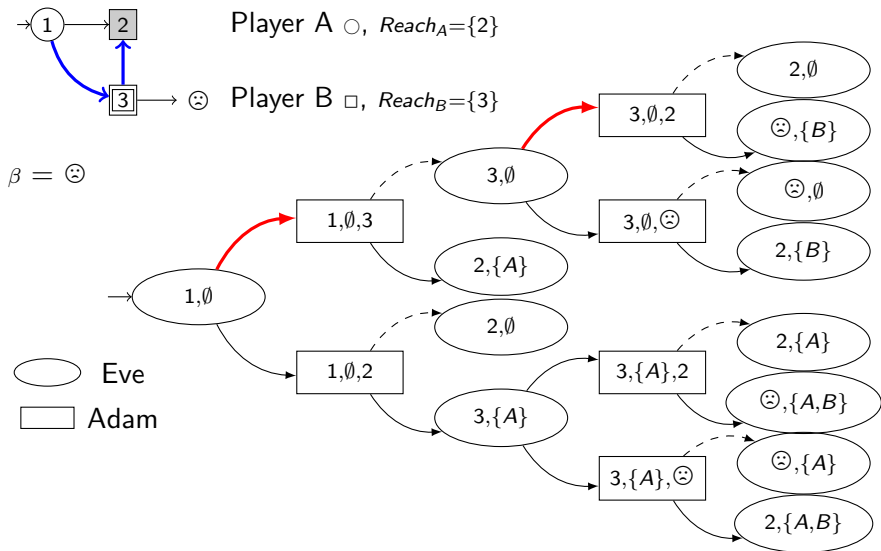 1 2 Player A ○, Reach_A={2}
3 ☹ Player B □, Reach_B={3}
β = ☹
2,∅
3,∅,2
☹,{B}
3,∅
☹,∅
1,∅,3
3,∅,☹
2,{B}
2,{A}
1,∅
2,∅
2,{A}
1,∅,2
3,{A},2
Eve
☹,{A,B}
3,{A}
Adam
☹,{A}
3,{A},☹
2,{A,B}